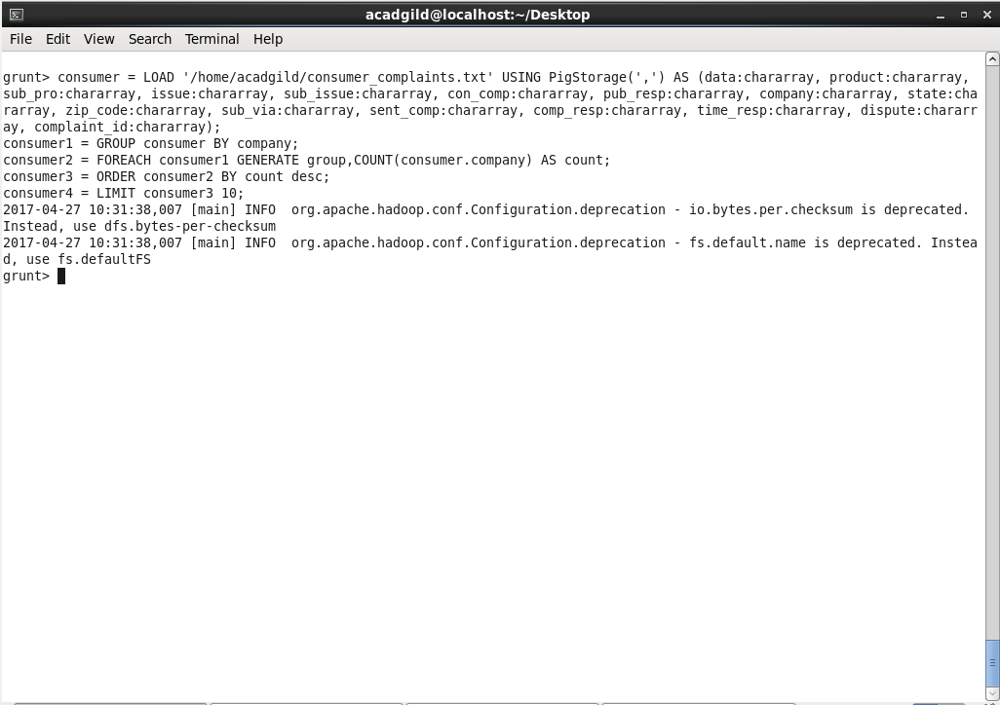 acadgild@localhost:~/Desktop
File Edit View Search Terminal Help
grunt> consumer = LOAD '/home/acadgild/consumer_complaints.txt' USING PigStorage(',') AS (data:chararray, product:chararray,
sub_pro:chararray, issue:chararray, sub_issue:chararray, con_comp:chararray, pub_resp:chararray, company:chararray, state:cha
rarray, zip_code:chararray, sub_via:chararray, sent_comp:chararray, comp_resp:chararray, time_resp:chararray, dispute:chararr
ay, complaint_id:chararray);
consumer1 = GROUP consumer BY company;
consumer2 = FOREACH consumer1 GENERATE group,COUNT(consumer.company) AS count;
consumer3 = ORDER consumer2 BY count desc;
consumer4 = LIMIT consumer3 10;
2017-04-27 10:31:38,007 [main] INFO  org.apache.hadoop.conf.Configuration.deprecation - io.bytes.per.checksum is deprecated.
Instead, use dfs.bytes-per-checksum
2017-04-27 10:31:38,007 [main] INFO  org.apache.hadoop.conf.Configuration.deprecation - fs.default.name is deprecated. Instea
d, use fs.defaultFS
grunt>